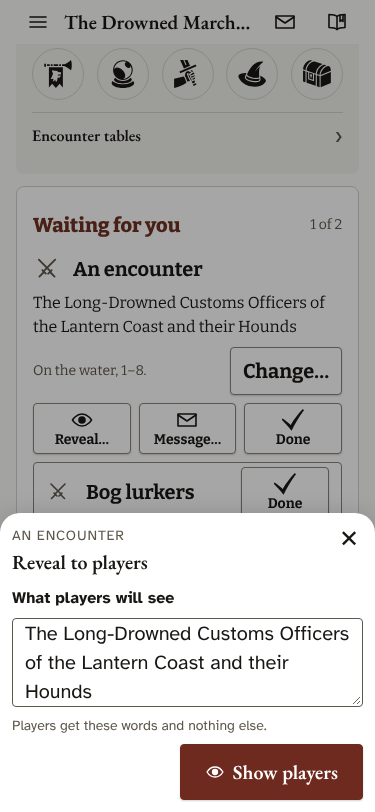 The Drowned March...
Encounter tables
Waiting for you
1 of 2
An encounter
The Long-Drowned Customs Officers of
the Lantern Coast and their Hounds
On the water, 1–8.
Change...
Reveal...
Message...
Done
Bog lurkers
Done
AN ENCOUNTER
Reveal to players
What players will see
The Long-Drowned Customs Officers
of the Lantern Coast and their
Hounds
Players get these words and nothing else.
Show players